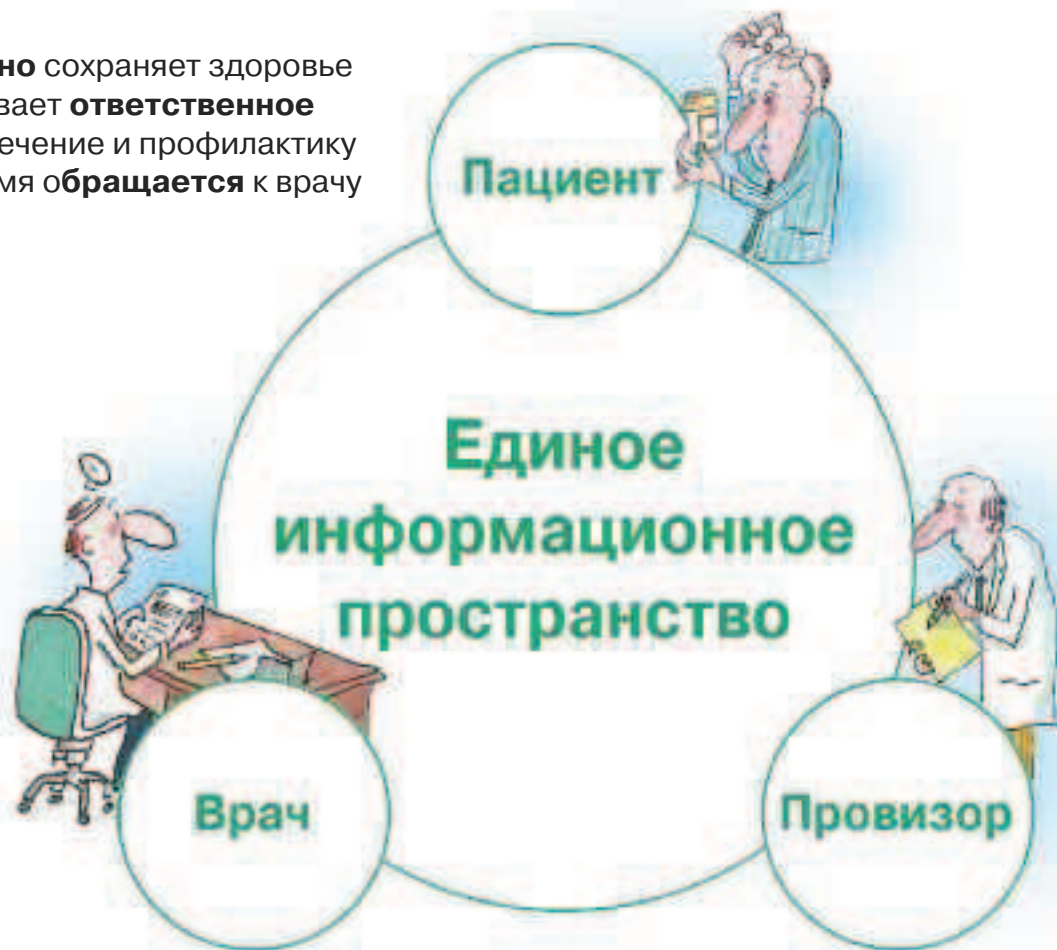 но сохраняет здоровье
вает ответственное
ечение и профилактику
мя обращается к врачу
Пациент
Единое
информационное
пространство
Врач
Провизор